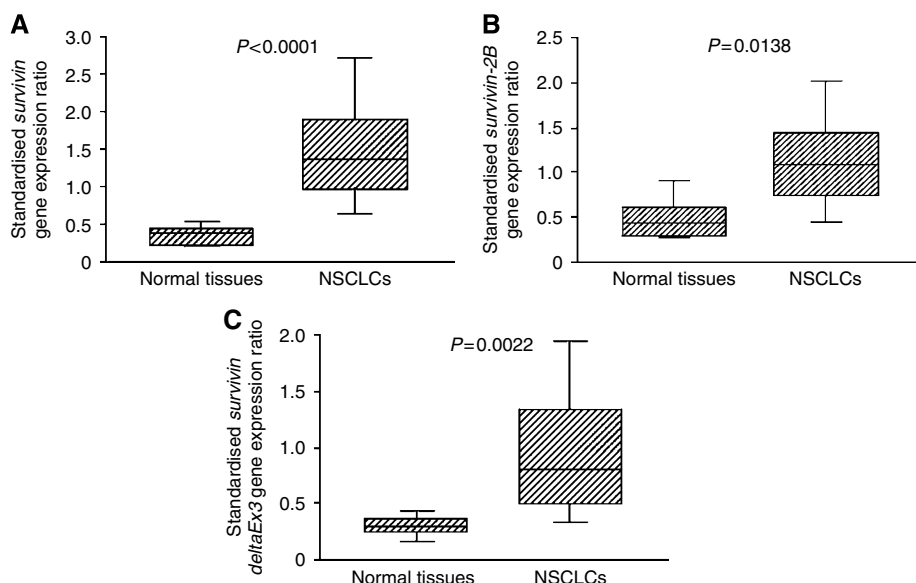 A
Standardised survivin
gene expression ratio
3.0
2.5
2.0
1.5
1.0
0.5
0
P<0.0001
Normal tissues
NSCLCs
B
Standardised survivin-2B
gene expression ratio
2.5
2.0
1.5
1.0
0.5
0
P=0.0138
Normal tissues
NSCLCs
C
Standardised survivin
deltaEx3 gene expression ratio
2.0
1.5
1.0
0.5
0
P=0.0022
Normal tissues
NSCLCs